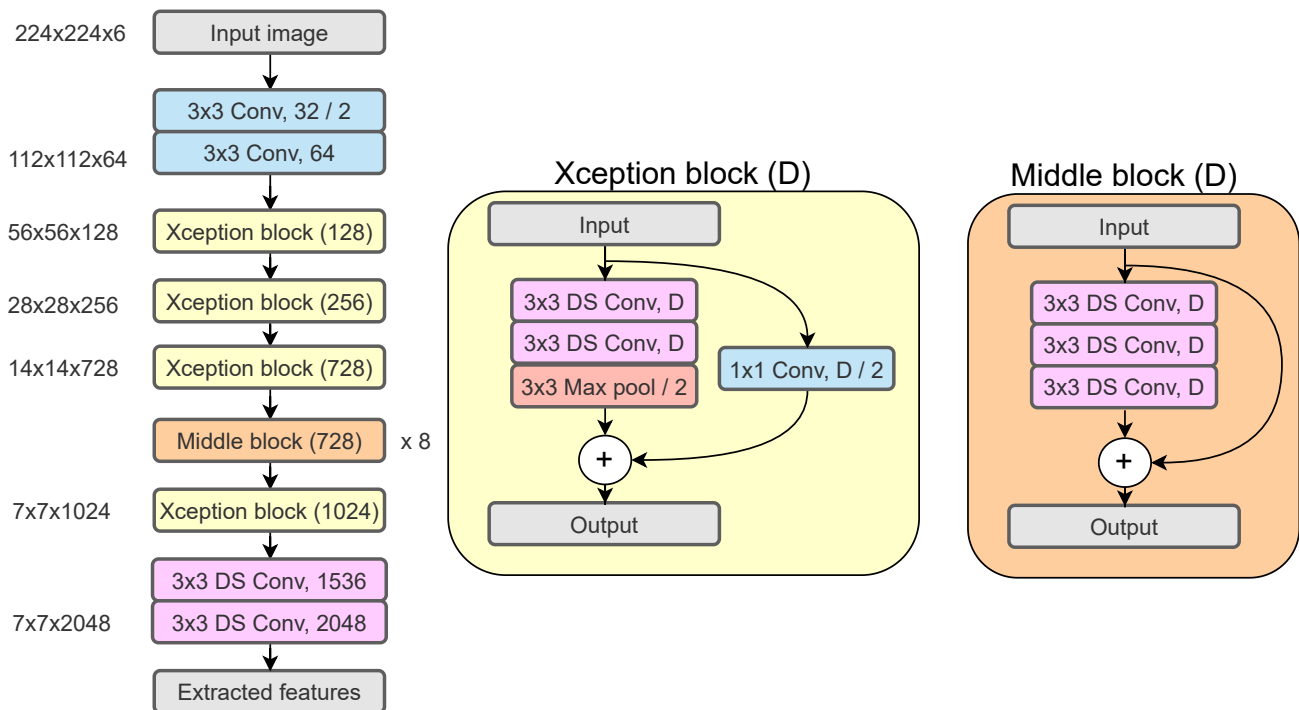 224x224x6
Input image
3x3 Conv, 32 / 2
112x112x64
3x3 Conv, 64
56x56x128
Xception block (128)
28x28x256
Xception block (256)
14x14x728
Xception block (728)
Middle block (728)
x 8
7x7x1024
Xception block (1024)
3x3 DS Conv, 1536
7x7x2048
3x3 DS Conv, 2048
Extracted features
Xception block (D)
Input
3x3 DS Conv, D
3x3 DS Conv, D
3x3 Max pool / 2
1x1 Conv, D / 2
+
Output
Middle block (D)
Input
3x3 DS Conv, D
3x3 DS Conv, D
3x3 DS Conv, D
+
Output